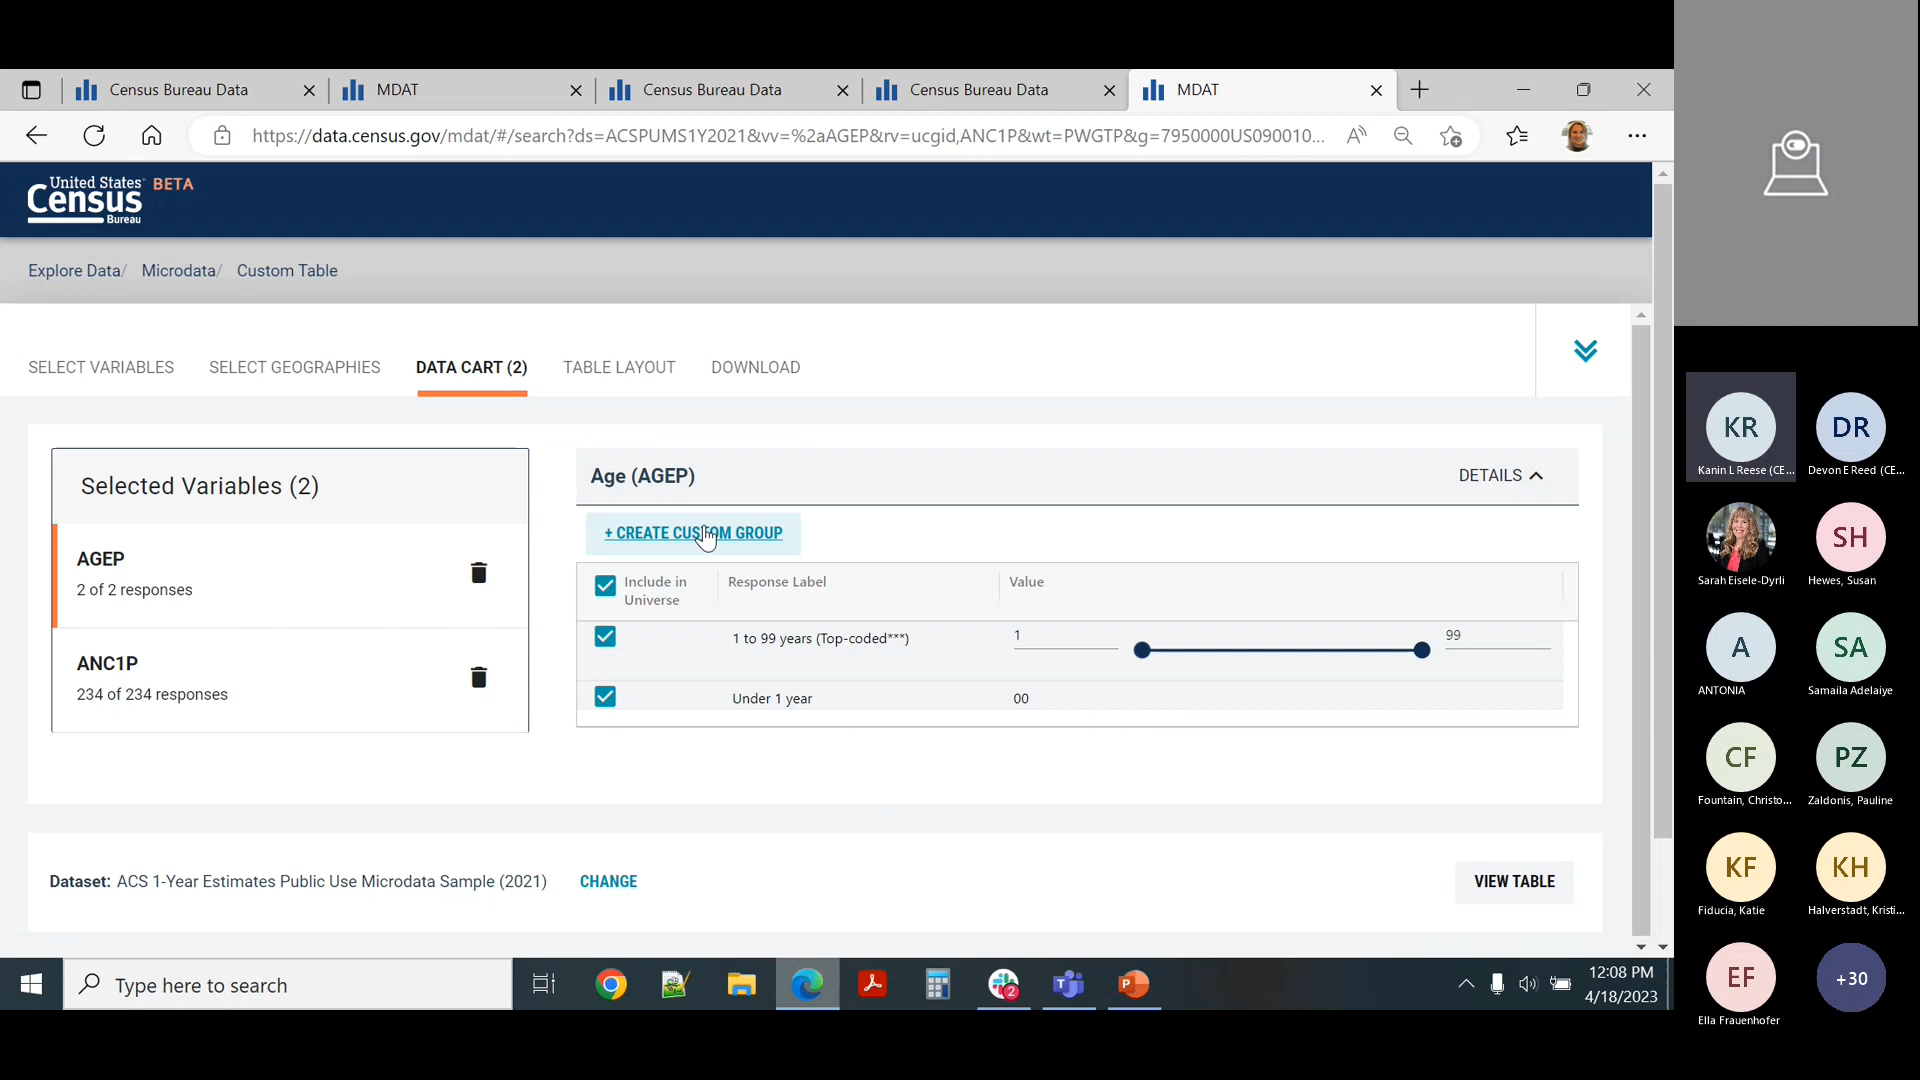 Census Bureau Data
MDAT
Census Bureau Data
Census Bureau Data
MDAT
https://data.census.gov/mdat/#/search?ds=ACSPUMS1Y2021&vv=%2aAGEP&rv=ucgid,ANC1P&wt=PWGTP&g=7950000US090010...
United States
Census
Bureau
BETA
Explore Data/ Microdata/ Custom Table
SELECT VARIABLES
SELECT GEOGRAPHIES
DATA CART (2)
TABLE LAYOUT
DOWNLOAD
Selected Variables (2)
AGEP
2 of 2 responses
ANC1P
234 of 234 responses
Age (AGEP)
DETAILS
+ CREATE CUSTOM GROUP
Include in
Universe
Response Label
Value
1 to 99 years (Top-coded***)
1
99
Under 1 year
00
Dataset: ACS 1-Year Estimates Public Use Microdata Sample (2021)
CHANGE
VIEW TABLE
Type here to search
2
12:08 PM
4/18/2023
KR
Kanin L Reese (CE...
DR
Devon E Reed (CE...
Sarah Eisele-Dyrli
SH
Hewes, Susan
A
ANTONIA
SA
Samaila Adelaiye
CF
Fountain, Christo...
PZ
Zaldonis, Pauline
KF
Fiducia, Katie
KH
Halverstadt, Kristi...
EF
Ella Frauenhofer
+30